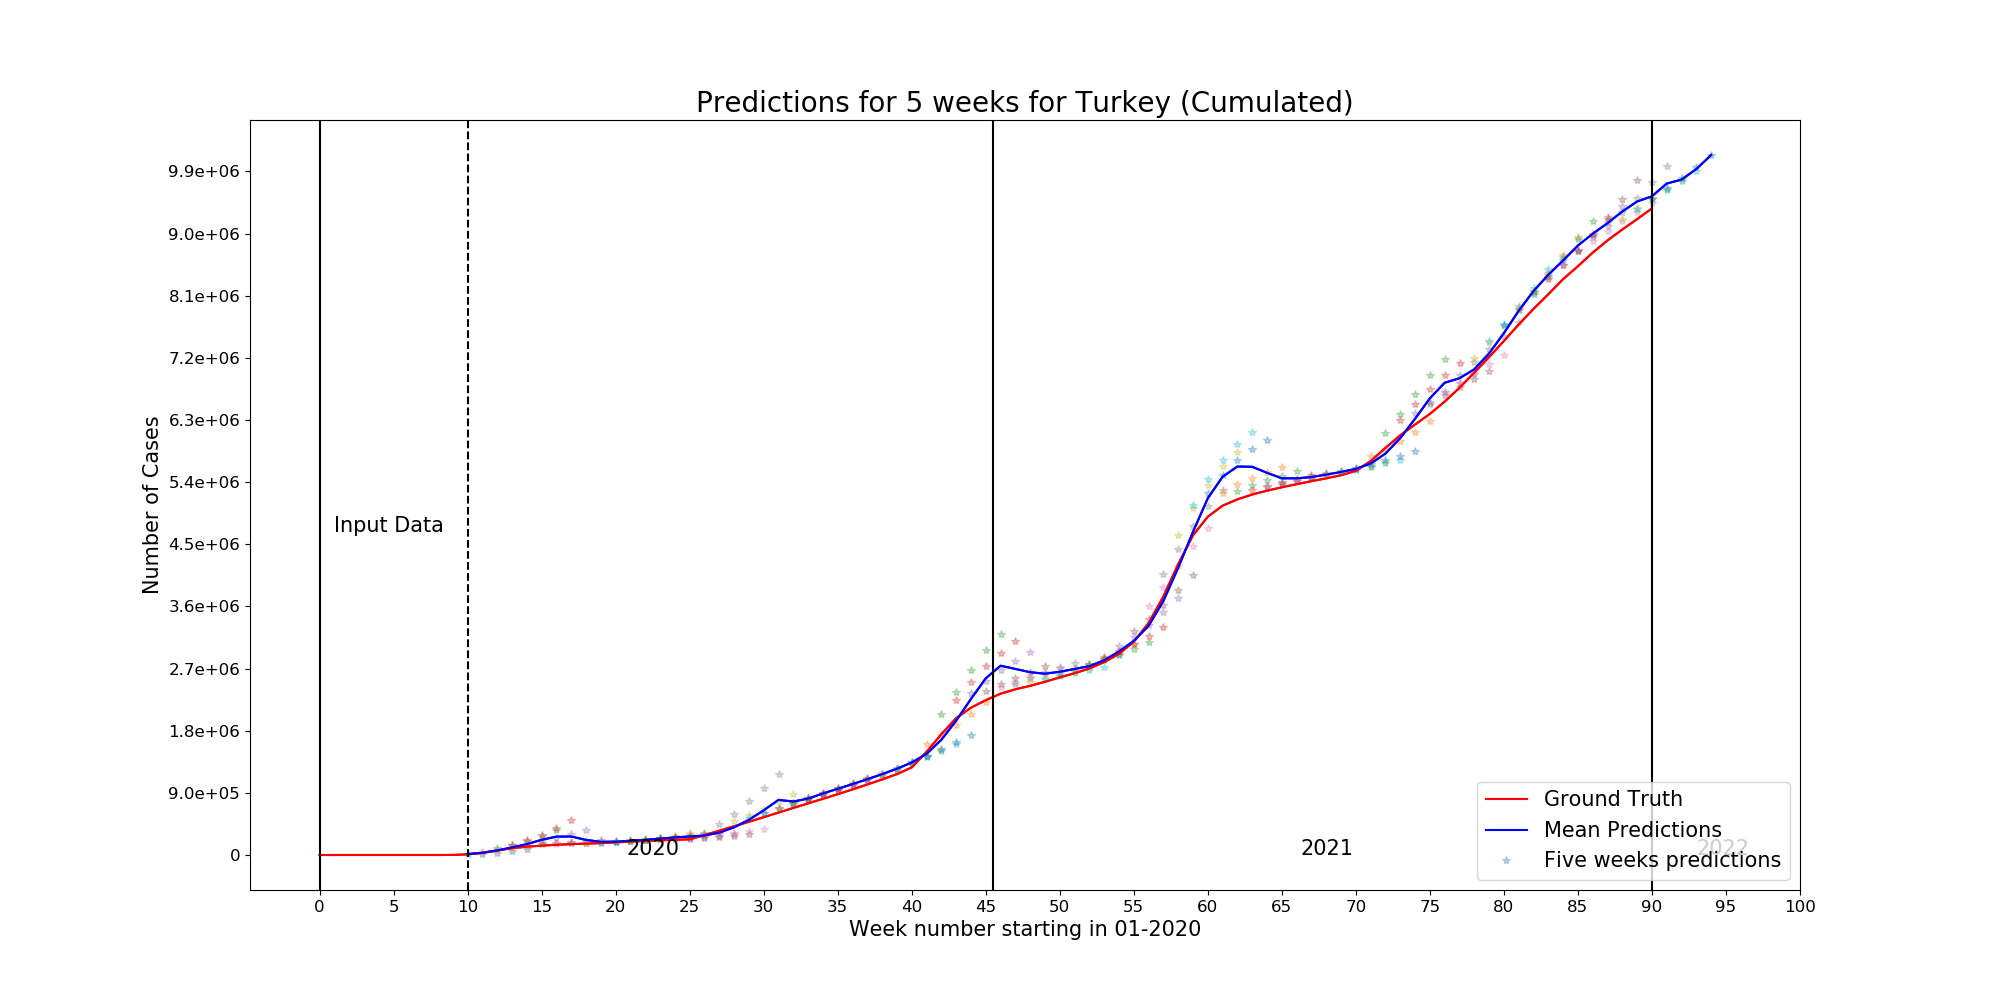 Predictions for 5 weeks for Turkey (Cumulated)
Number of Cases
9.9e+06
9.0e+06
8.1e+06
7.2e+06
6.3e+06
5.4e+06
4.5e+06
3.6e+06
2.7e+06
1.8e+06
9.0e+05
0
Input Data
2020
2021
2022
Ground Truth
Mean Predictions
Five weeks predictions
0 5 10 15 20 25 30 35 40 45 50 55 60 65 70 75 80 85 90 95 100
Week number starting in 01-2020